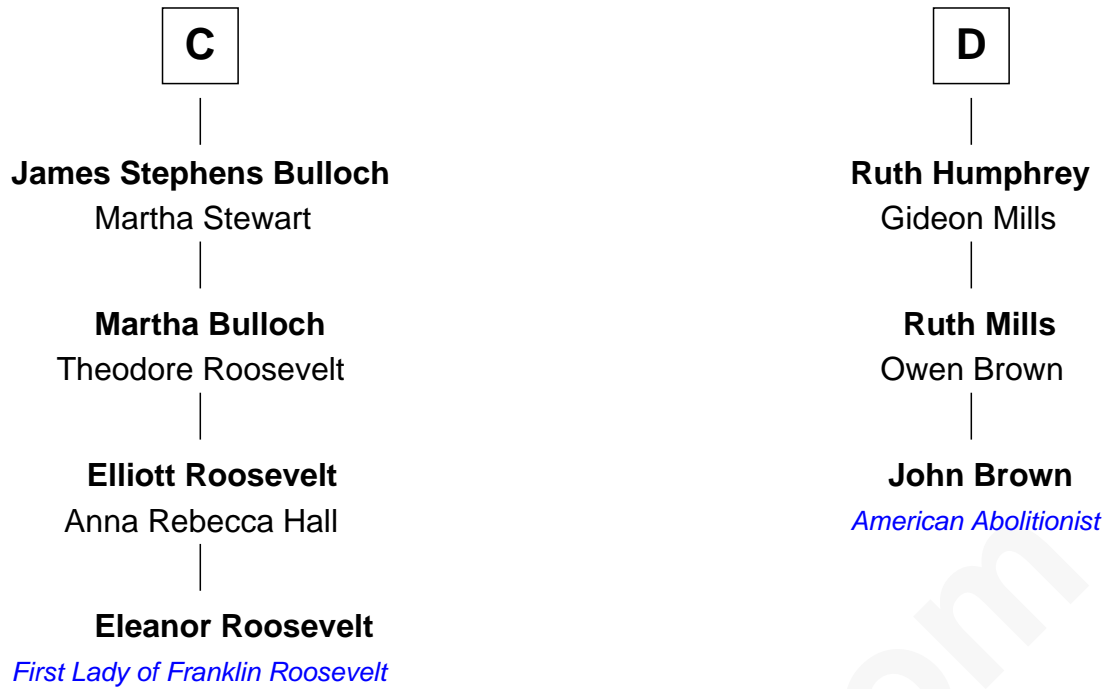 C
James Stephens Bulloch
Martha Stewart
Martha Bulloch
Theodore Roosevelt
Elliott Roosevelt
Anna Rebecca Hall
Eleanor Roosevelt
First Lady of Franklin Roosevelt
D
Ruth Humphrey
Gideon Mills
Ruth Mills
Owen Brown
John Brown
American Abolitionist
om